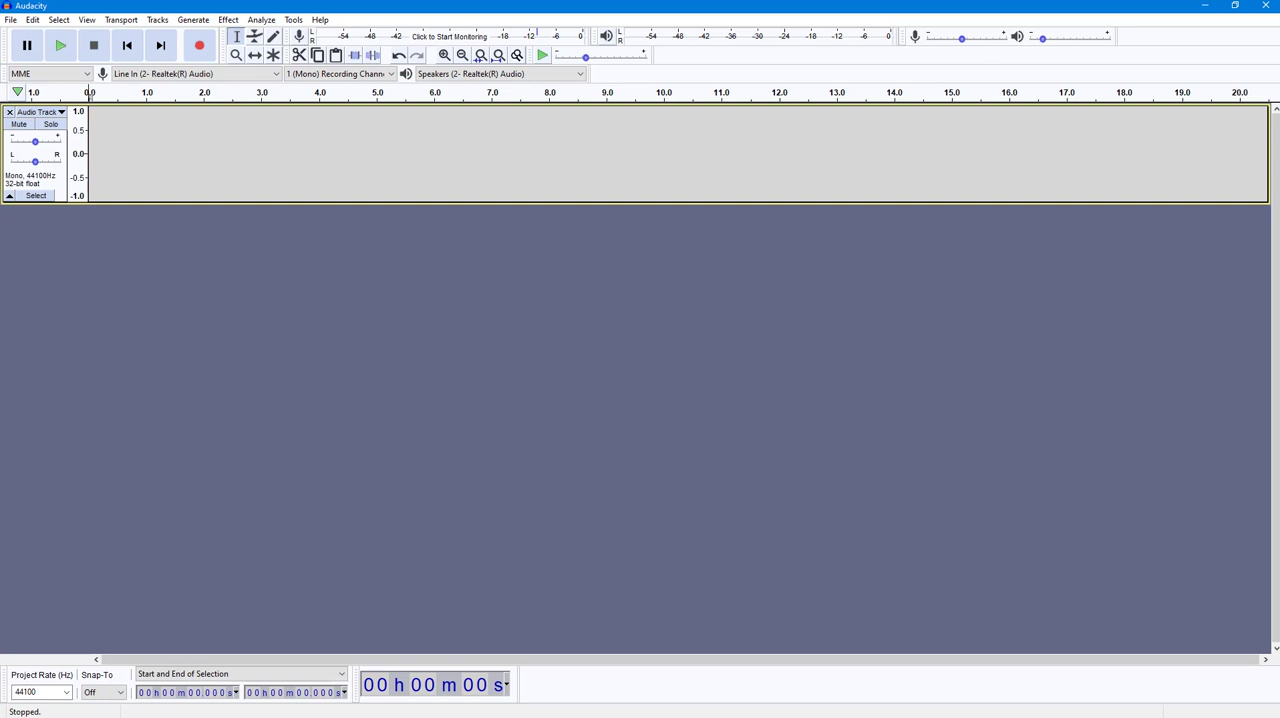 Audacity
File Edit Select View Transport Tracks Generate Effect Analyze Tools Help
L R -54 -48 -42 Click to Start Monitoring -18 -12 -6 0 L R -54 -48 -42 -36 -30 -24 -18 -12 -6 0 - + - +
- +
MME Line In (2- Realtek(R) Audio) 1 (Mono) Recording Chann Speakers (2- Realtek(R) Audio)
1.0 0.0 1.0 2.0 3.0 4.0 5.0 6.0 7.0 8.0 9.0 10.0 11.0 12.0 13.0 14.0 15.0 16.0 17.0 18.0 19.0 20.0
Audio Track 1.0
Mute Solo
0.5
- +
L R 0.0
Mono, 44100Hz
-0.5
32-bit float
Select -1.0
Project Rate (Hz) Snap-To Start and End of Selection
44100 Off 00 h 00 m 00.000 s 00 h 00 m 00.000 s 00 h 00 m 00 s
Stopped.